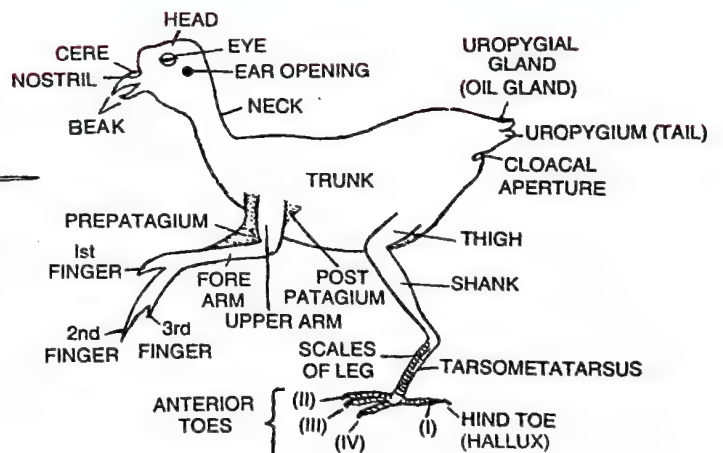 HEAD
CERE
EYE
NOSTRIL
EAR OPENING
UROPYGIAL
GLAND
(OIL GLAND)
BEAK
NECK
UROPYGIUM (TAIL)
TRUNK
CLOACAL
APERTURE
PREPATAGIUM
THIGH
1st
FINGER
FORE
ARM
POST
PATAGIUM
SHANK
UPPER ARM
2nd
FINGER
3rd
FINGER
SCALES
OF LEG
TARSOMETATARSUS
ANTERIOR
TOES
(II)
(III)
(IV)
(I)
HIND TOE
(HALLUX)